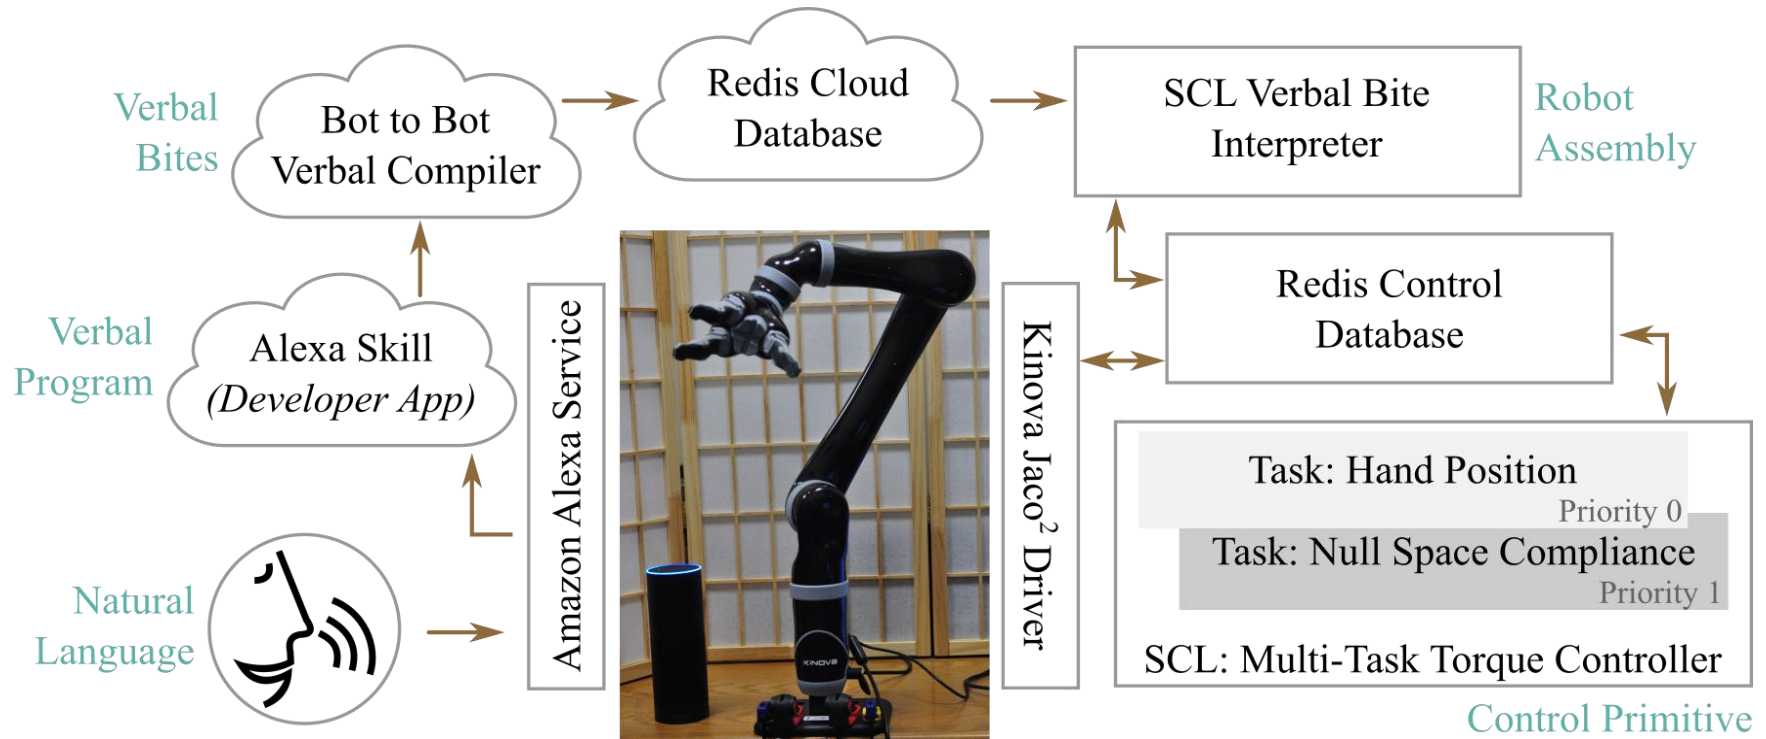 Verbal
Bites
Bot to Bot
Verbal Compiler
Redis Cloud
Database
SCL Verbal Bite
Interpreter
Robot
Assembly
Verbal
Program
Alexa Skill
(Developer App)
Amazon Alexa Service
KINOVA
Kinova Jaco² Driver
Redis Control
Database
Natural
Language
Task: Hand Position
Priority 0
Task: Null Space Compliance
Priority 1
SCL: Multi-Task Torque Controller
Control Primitive